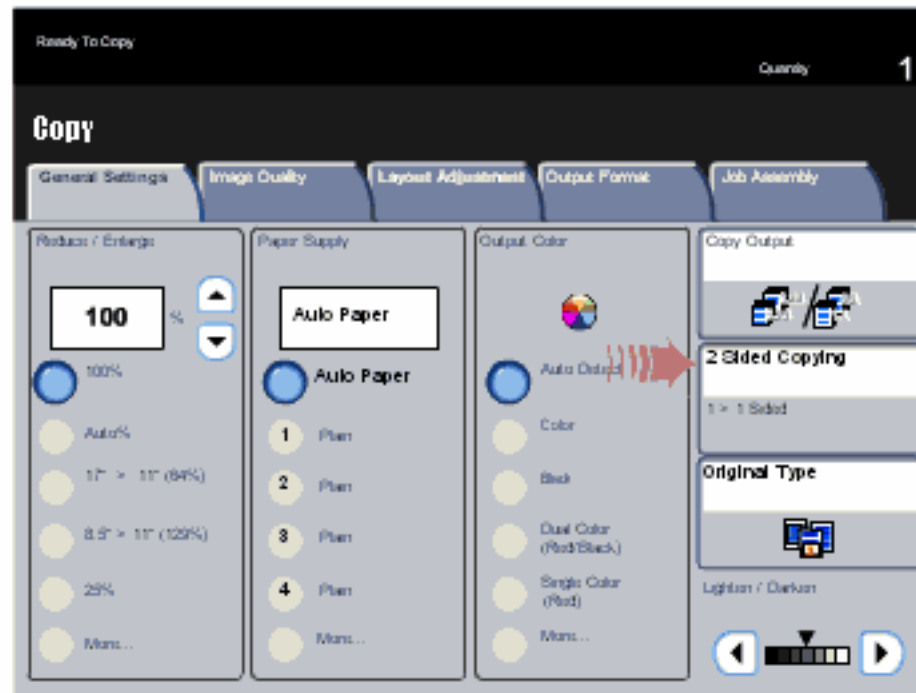 Ready To Copy
Quantity 1
Copy
General Settings
Image Quality
Layout Adjustment
Output Format
Job Assembly
Reduce / Enlarge
100 %
100%
Auto%
17" > 11" (64%)
8.5" > 11" (129%)
25%
More...
Paper Supply
Auto Paper
Auto Paper
1 Plain
2 Plain
3 Plain
4 Plain
More...
Output Color
Auto Detect
Color
Black
Dual Color
(Red/Black)
Single Color
(Red)
More...
Copy Output
2 Sided Copying
1 > 1 Sided
Original Type
Lighten / Darken